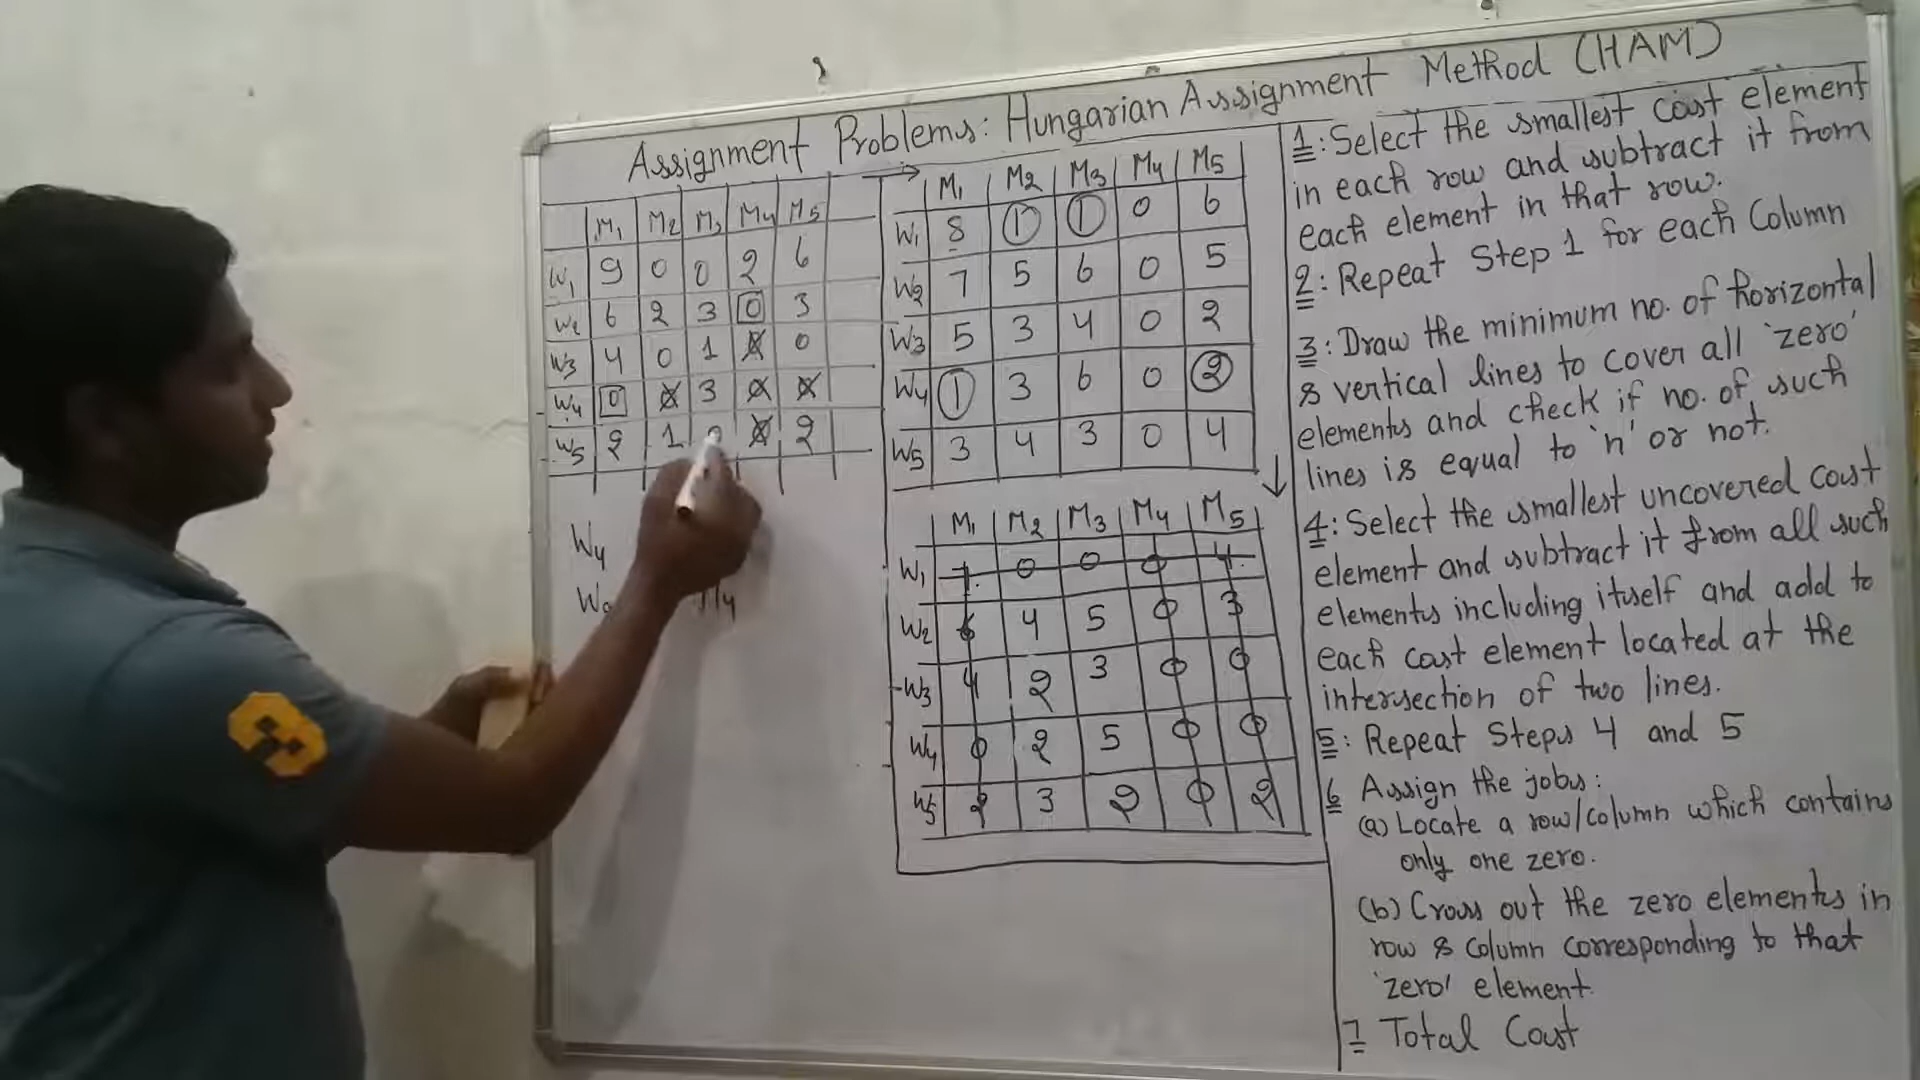 Assignment Problems: Hungarian Assignment Method (HAM)
M1 M2 M3 M4 M5
W1 9 0 0 2 6
W2 6 2 3 0 3
W3 4 0 1 0 0
W4 0 0 3 0 0
W5 2 1 0 0 2
W4
M4
M1 M2 M3 M4 M5
W1 8 1 1 0 6
W2 7 5 6 0 5
W3 5 3 4 0 2
W4 1 3 6 0 2
W5 3 4 3 0 4
M1 M2 M3 M4 M5
W1 7 0 0 0 4
W2 6 4 5 0 3
W3 4 2 3 0 0
W4 0 2 5 0 0
W5 2 3 2 0 2
1: Select the smallest cost element
in each row and subtract it from
each element in that row.
2: Repeat Step 1 for each Column
3: Draw the minimum no. of horizontal
& vertical lines to cover all 'zero'
elements and check if no. of such
lines is equal to 'n' or not.
4: Select the smallest uncovered cost
element and subtract it from all such
elements including itself and add to
each cost element located at the
intersection of two lines.
5: Repeat Steps 4 and 5
6 Assign the jobs:
(a) Locate a row/column which contains
only one zero.
(b) Cross out the zero elements in
row & column corresponding to that
'zero' element.
7 Total Cost